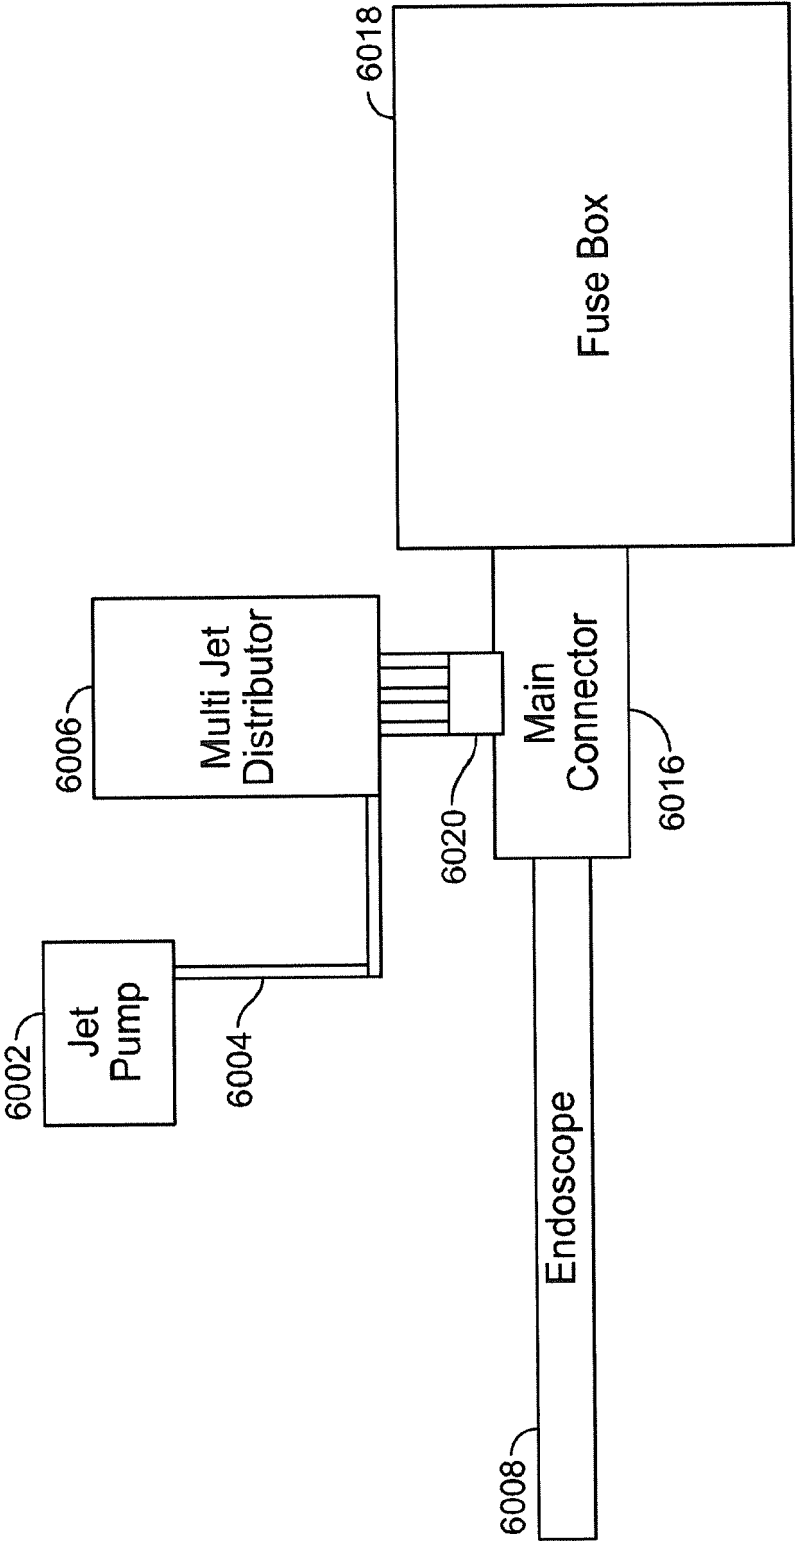 6002
Jet
Pump
6004
6006
Multi Jet
Distributor
6020
6018
Fuse Box
Main
Connector
6016
6008
Endoscope